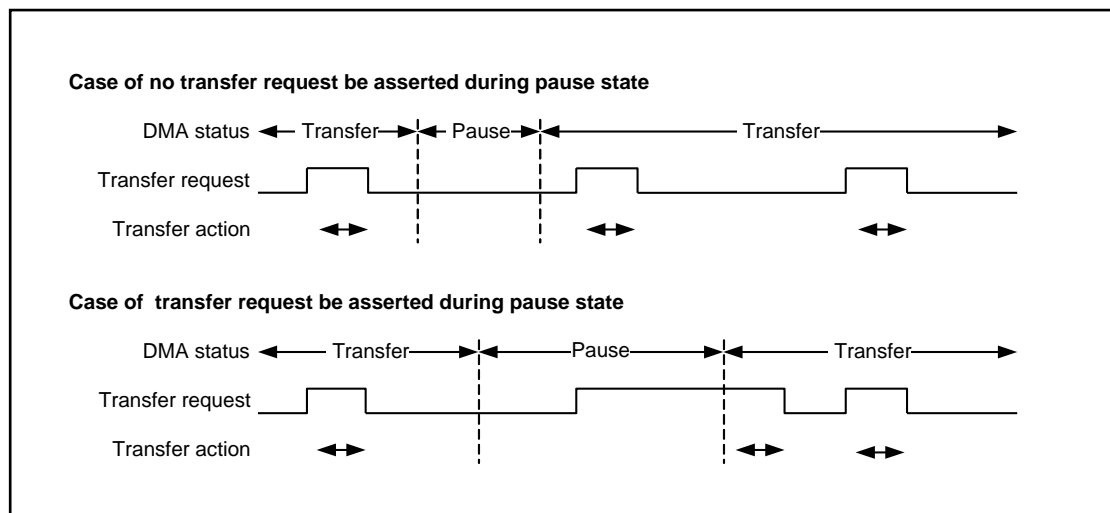 Case of no transfer request be asserted during pause state
DMA status Transfer Pause Transfer
Transfer request
Transfer action
Case of transfer request be asserted during pause state
DMA status Transfer Pause Transfer
Transfer request
Transfer action